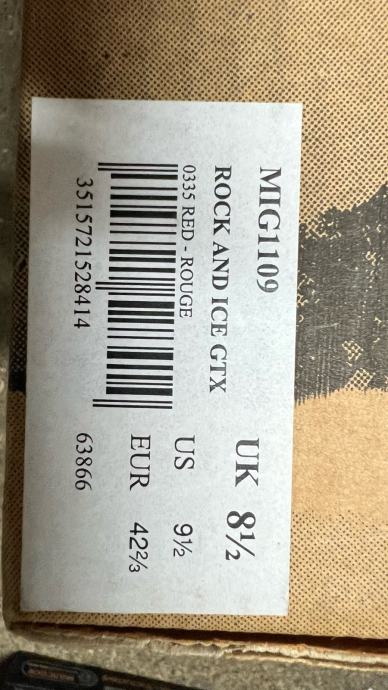 MIG1109
ROCK AND ICE GTX
0335 RED - ROUGE
3515721528414
UK 8½
US 9½
EUR 42⅔
63866